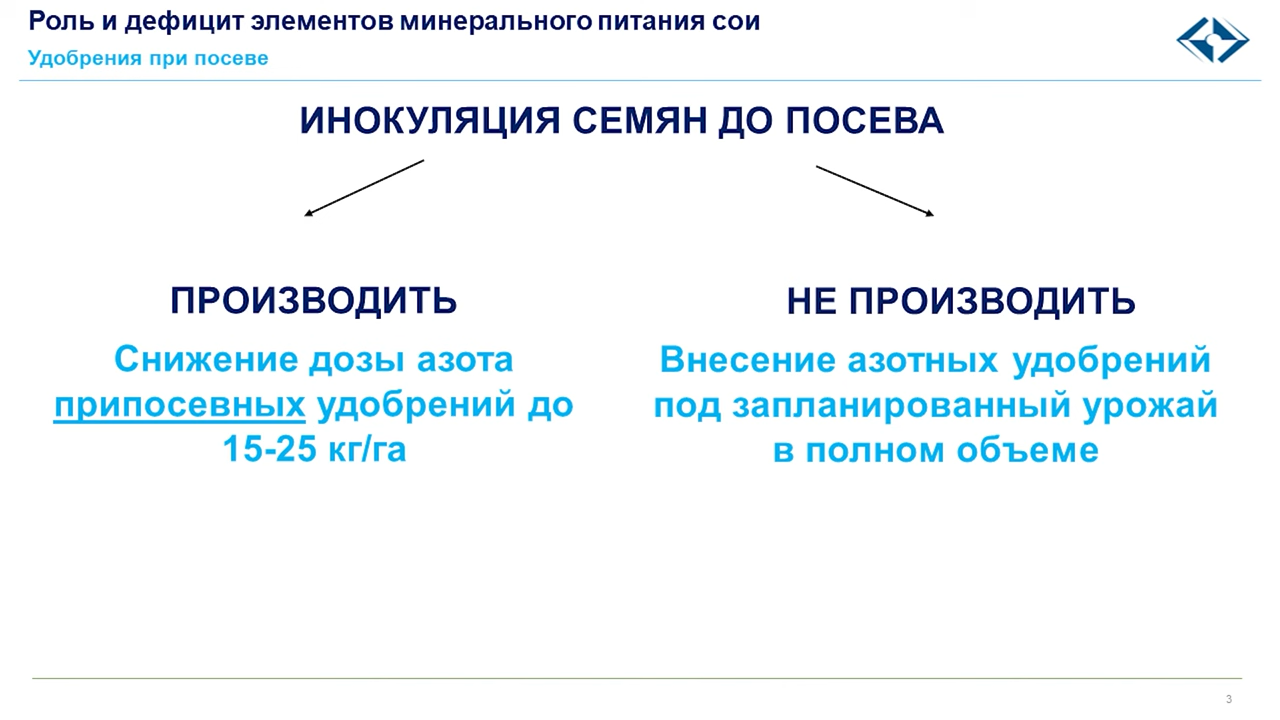 Роль и дефицит элементов минерального питания сои
Удобрения при посеве
ИНОКУЛЯЦИЯ СЕМЯН ДО ПОСЕВА
ПРОИЗВОДИТЬ
Снижение дозы азота
припосевных удобрений до
15-25 кг/га
НЕ ПРОИЗВОДИТЬ
Внесение азотных удобрений
под запланированный урожай
в полном объеме
3